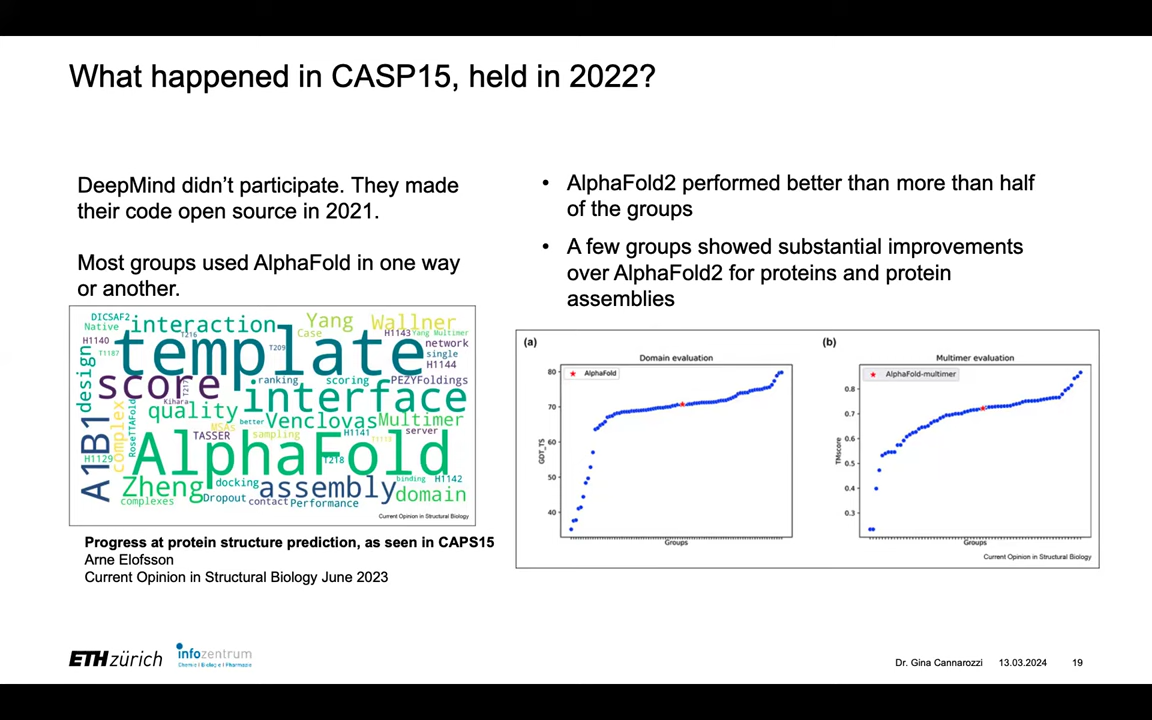 What happened in CASP15, held in 2022?
DeepMind didn't participate. They made
their code open source in 2021.
Most groups used AlphaFold in one way
or another.
DICSAF2
Native
interaction
T216
Yang
Case
Wallner
H1143
Yang Multimer
H1140
T1187
template
T209
network
single
H1144
design
score
T217
ranking
scoring
PEZYFoldings
Kihara
interface
quality
better
Venclovas
Multimer
MSAs
TASSER
sampling
H1141
server
A1B1
complex
RoseTTAFold
H1129
AlphaFold
T218
Zheng
docking
assembly
binding
H1142
domain
complexes
Dropout
contact
Performance
Current Opinion in Structural Biology
Progress at protein structure prediction, as seen in CAPS15
Arne Elofsson
Current Opinion in Structural Biology June 2023
• AlphaFold2 performed better than more than half
of the groups
• A few groups showed substantial improvements
over AlphaFold2 for proteins and protein
assemblies
(a)
Domain evaluation
AlphaFold
80
70
60
50
40
GDT_TS
Groups
(b)
Multimer evaluation
AlphaFold-multimer
0.8
0.7
0.6
0.5
0.4
0.3
TMscore
Groups
Current Opinion in Structural Biology
ETH zürich
infozentrum
Chemie | Biologie | Pharmazie
Dr. Gina Cannarozzi 13.03.2024 19